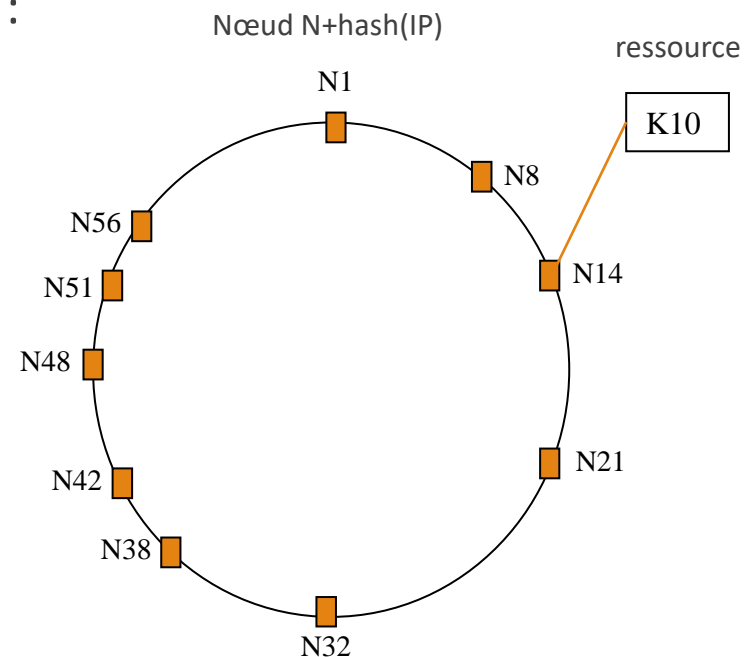 :
Nœud N+hash(IP)
ressource
N1
K10
N8
N56
N14
N51
N48
N21
N42
N38
N32